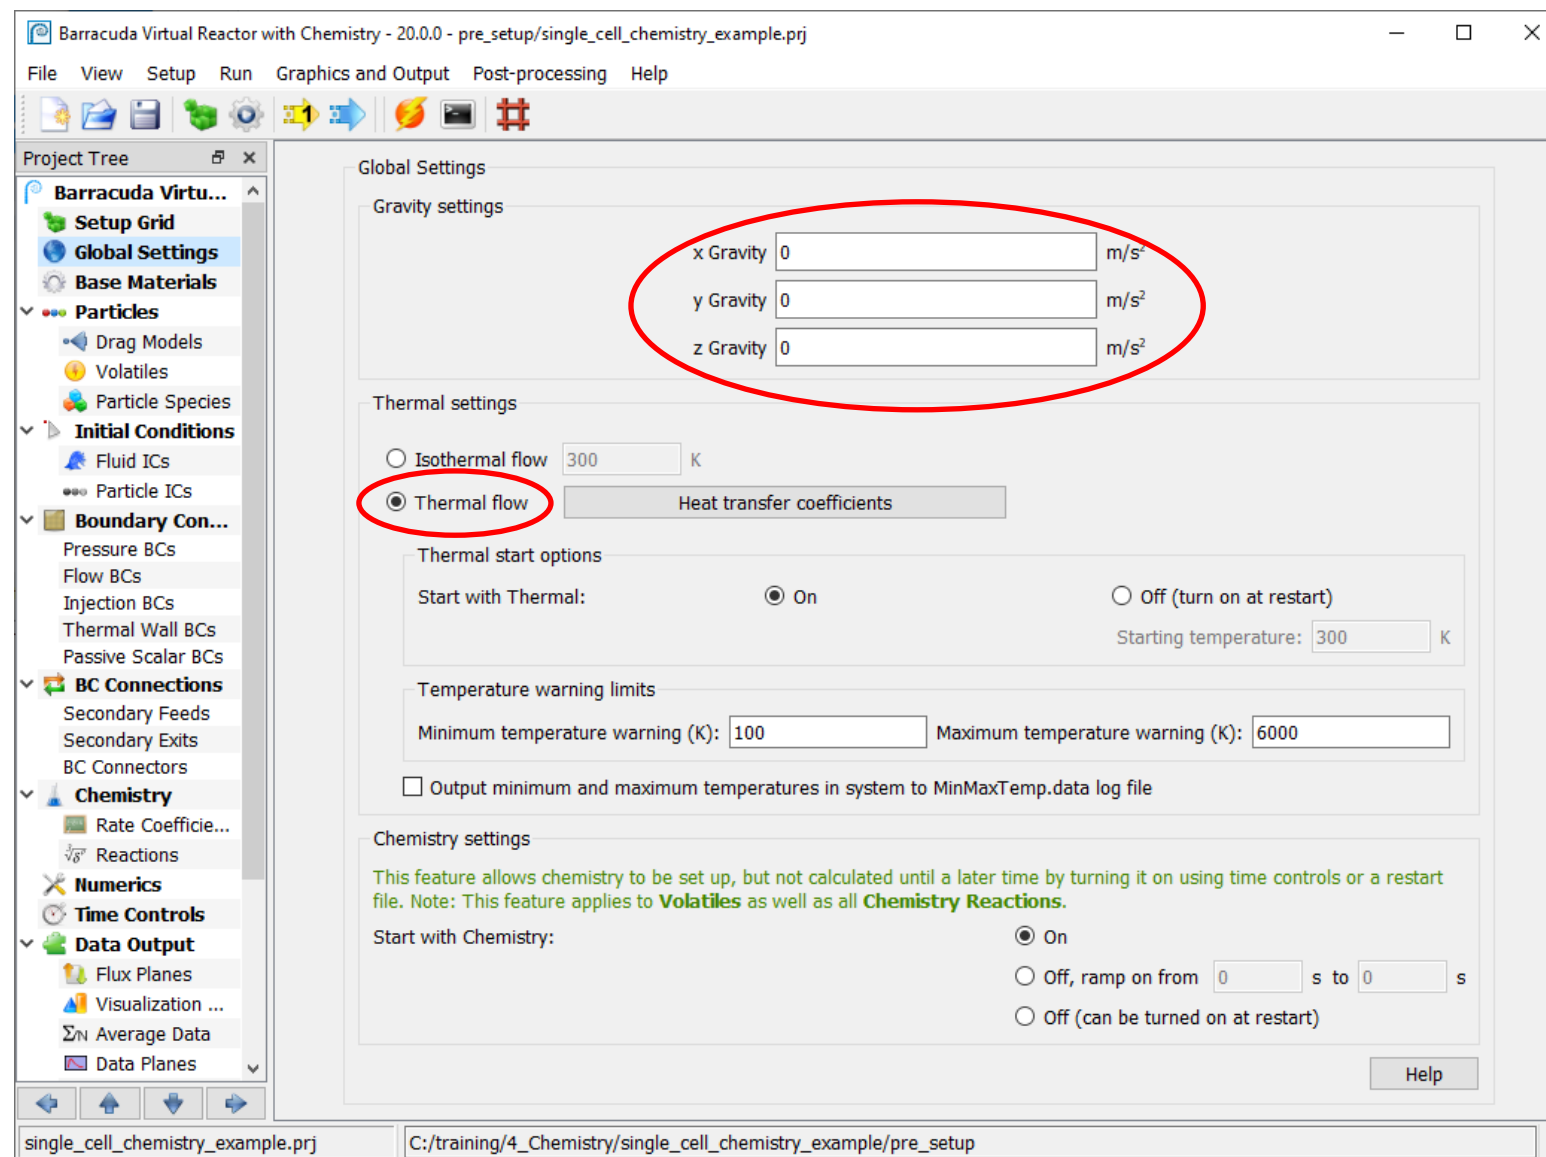 Barracuda Virtual Reactor with Chemistry - 20.0.0 - pre_setup/single_cell_chemistry_example.prj
File View Setup Run Graphics and Output Post-processing Help
1
Project Tree
Barracuda Virtu...
Setup Grid
Global Settings
Base Materials
Particles
Drag Models
Volatiles
Particle Species
Initial Conditions
Fluid ICs
Particle ICs
Boundary Con...
Pressure BCs
Flow BCs
Injection BCs
Thermal Wall BCs
Passive Scalar BCs
BC Connections
Secondary Feeds
Secondary Exits
BC Connectors
Chemistry
Rate Coefficie...
Reactions
Numerics
Time Controls
Data Output
Flux Planes
Visualization ...
Σ/N Average Data
Data Planes
Global Settings
Gravity settings
x Gravity 0 m/s²
y Gravity 0 m/s²
z Gravity 0 m/s²
Thermal settings
Isothermal flow 300 K
Thermal flow Heat transfer coefficients
Thermal start options
Start with Thermal: On Off (turn on at restart)
Starting temperature: 300 K
Temperature warning limits
Minimum temperature warning (K): 100 Maximum temperature warning (K): 6000
Output minimum and maximum temperatures in system to MinMaxTemp.data log file
Chemistry settings
This feature allows chemistry to be set up, but not calculated until a later time by turning it on using time controls or a restart
file. Note: This feature applies to Volatiles as well as all Chemistry Reactions.
Start with Chemistry: On
Off, ramp on from 0 s to 0 s
Off (can be turned on at restart)
Help
single_cell_chemistry_example.prj C:/training/4_Chemistry/single_cell_chemistry_example/pre_setup